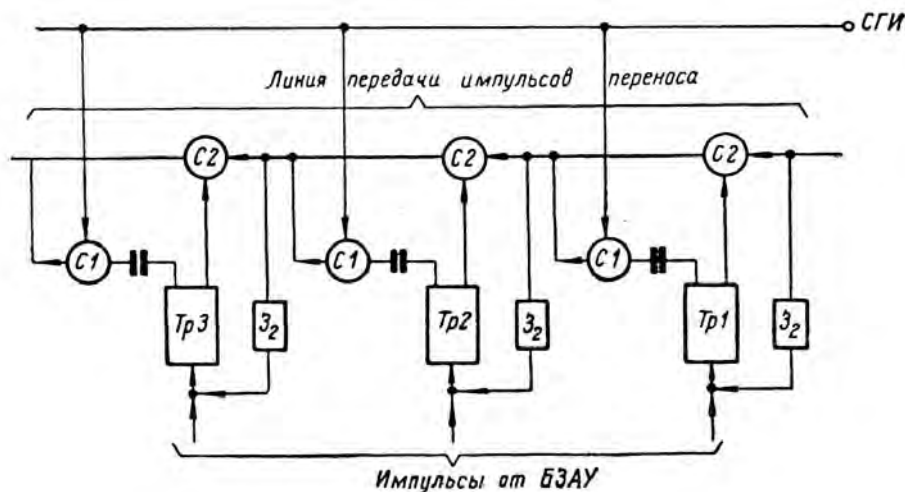 СГИ
Линия передачи импульсов переноса
С2 С2 С2
С1 С1 С1
Тр3 З₂ Тр2 З₂ Тр1 З₂
Импульсы от БЗАУ